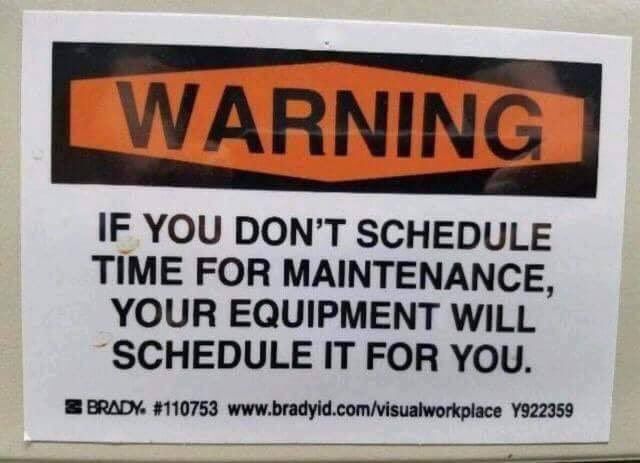 WARNING
IF YOU DON'T SCHEDULE
TIME FOR MAINTENANCE,
YOUR EQUIPMENT WILL
SCHEDULE IT FOR YOU.
BRADY. #110753 www.bradyid.com/visualworkplace Y922359